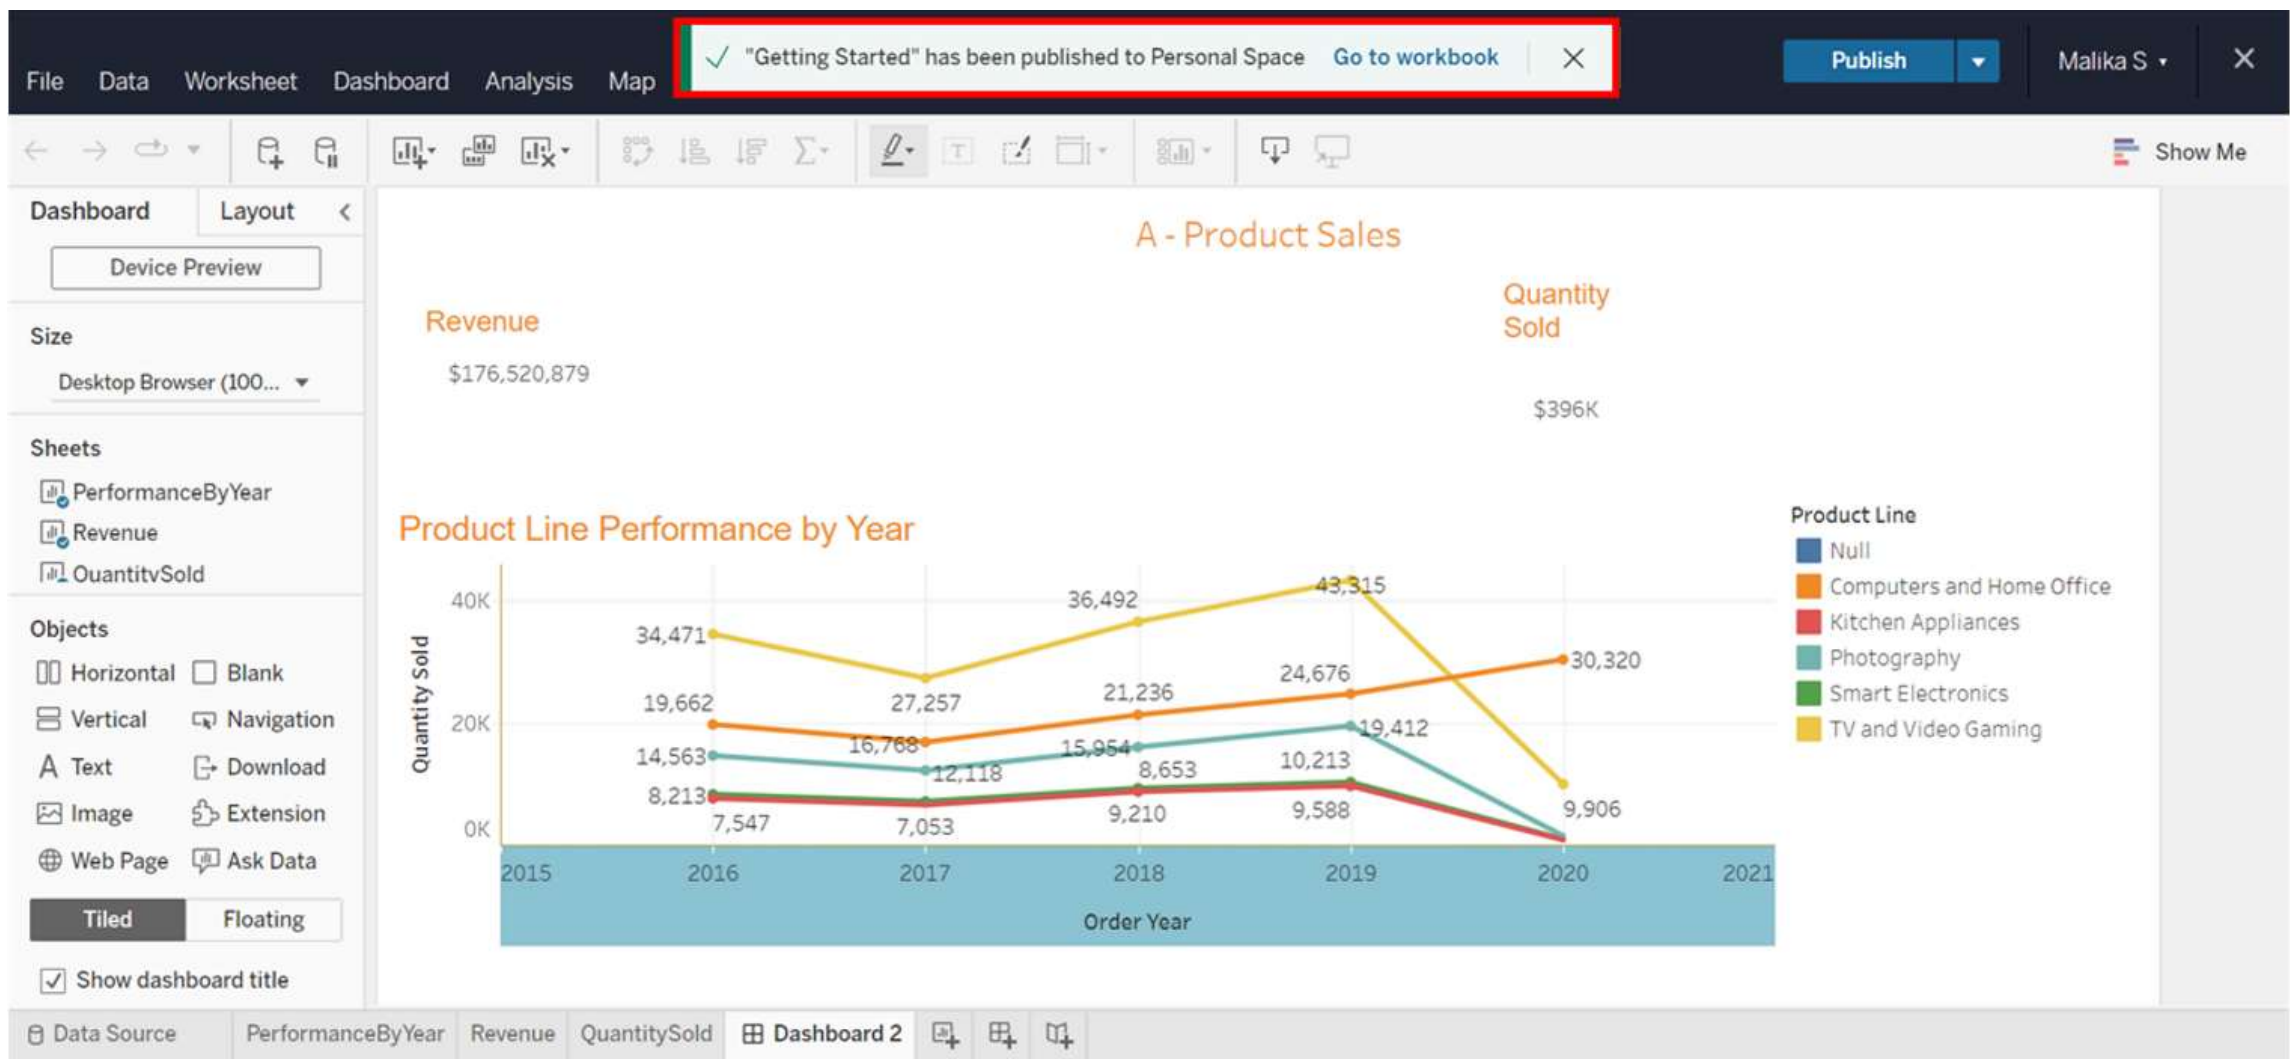 "Getting Started" has been published to Personal Space Go to workbook
Publish
Malika S
File Data Worksheet Dashboard Analysis Map
Show Me
Dashboard Layout
Device Preview
Size
Desktop Browser (100...
Sheets
PerformanceByYear
Revenue
QuantitySold
Objects
Horizontal Blank
Vertical Navigation
A Text Download
Image Extension
Web Page Ask Data
Tiled Floating
Show dashboard title
A - Product Sales
Revenue
$176,520,879
Quantity
Sold
$396K
Product Line Performance by Year
Quantity Sold
40K
20K
0K
34,471
27,257
36,492
43,315
9,906
19,662
16,768
21,236
24,676
30,320
14,563
12,118
15,954
19,412
8,213
8,653
10,213
7,547
7,053
9,210
9,588
2015 2016 2017 2018 2019 2020 2021
Order Year
Product Line
Null
Computers and Home Office
Kitchen Appliances
Photography
Smart Electronics
TV and Video Gaming
Data Source PerformanceByYear Revenue QuantitySold Dashboard 2